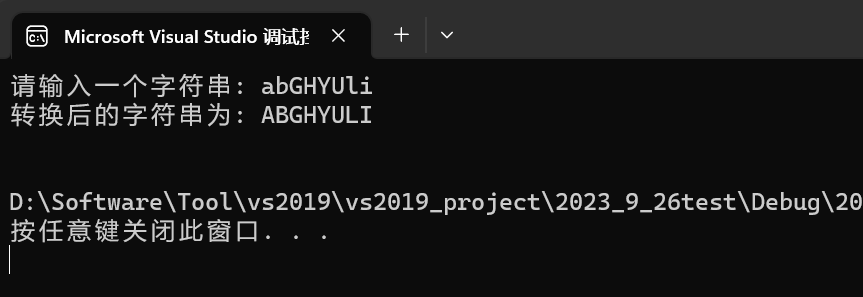 Microsoft Visual Studio 调试
请输入一个字符串: abGHYUli
转换后的字符串为: ABGHYULI
D:\Software\Tool\vs2019\vs2019_project\2023_9_26test\Debug\20
按任意键关闭此窗口. . .